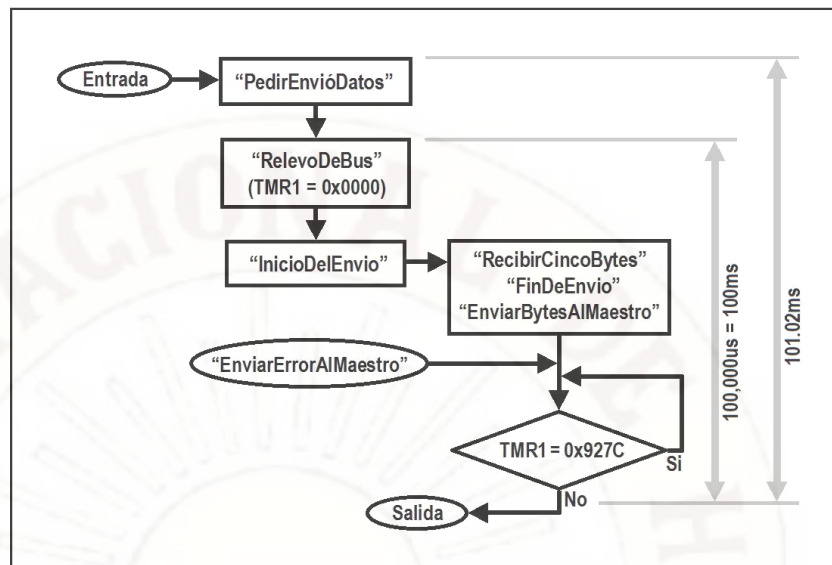 Entrada
“PedirEnvióDatos”
“RelevoDeBus”
(TMR1 = 0x0000)
“InicioDelEnvio”
“RecibirCincoBytes”
“FinDeEnvio”
“EnviarBytesAlMaestro”
“EnviarErrorAlMaestro”
TMR1 = 0x927C
Si
No
Salida
100,000us = 100ms
101.02ms